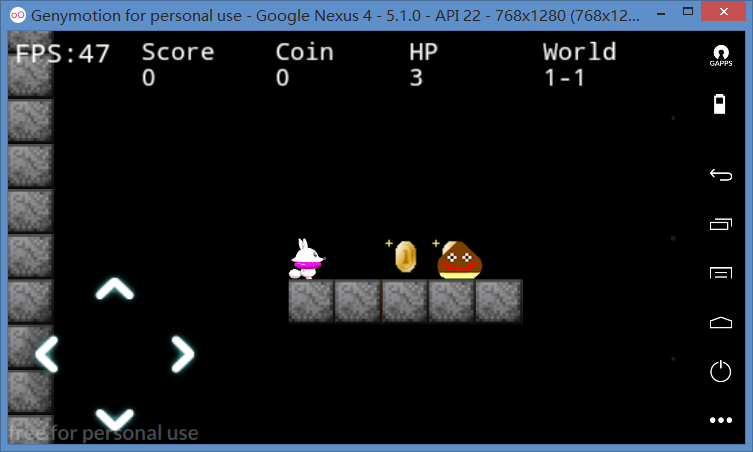 Genymotion for personal use - Google Nexus 4 - 5.1.0 - API 22 - 768x1280 (768x12...
FPS:47
Score Coin HP World
0 0 3 1-1
GAPPS
free for personal use